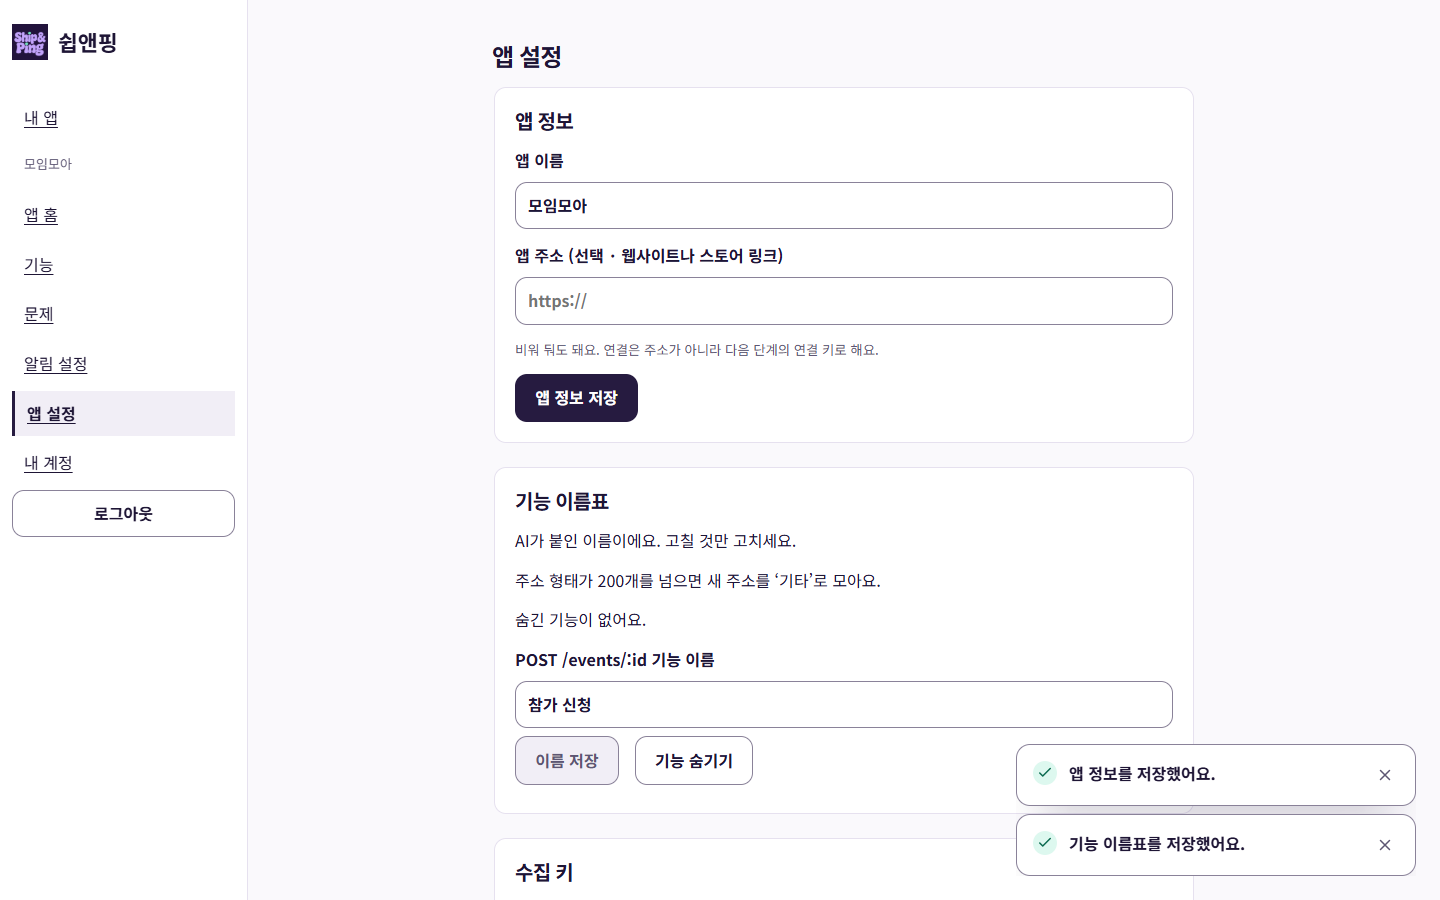 Ship&
Ping
쉽앤핑
내 앱
모임모아
앱 홈
기능
문제
알림 설정
앱 설정
내 계정
로그아웃
앱 설정
앱 정보
앱 이름
모임모아
앱 주소 (선택 · 웹사이트나 스토어 링크)
https://
비워 둬도 돼요. 연결은 주소가 아니라 다음 단계의 연결 키로 해요.
앱 정보 저장
기능 이름표
AI가 붙인 이름이에요. 고칠 것만 고치세요.
주소 형태가 200개를 넘으면 새 주소를 ‘기타’로 모아요.
숨긴 기능이 없어요.
POST /events/:id 기능 이름
참가 신청
이름 저장
기능 숨기기
수집 키
앱 정보를 저장했어요.
기능 이름표를 저장했어요.